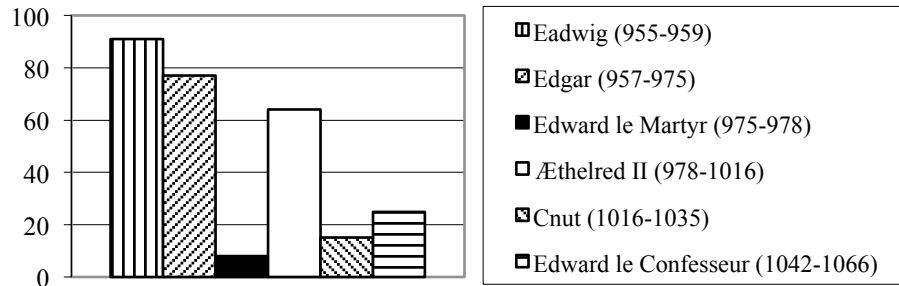 100
80
60
40
20
0
Eadwig (955-959)
Edgar (957-975)
Edward le Martyr (975-978)
Æthelred II (978-1016)
Cnut (1016-1035)
Edward le Confesseur (1042-1066)